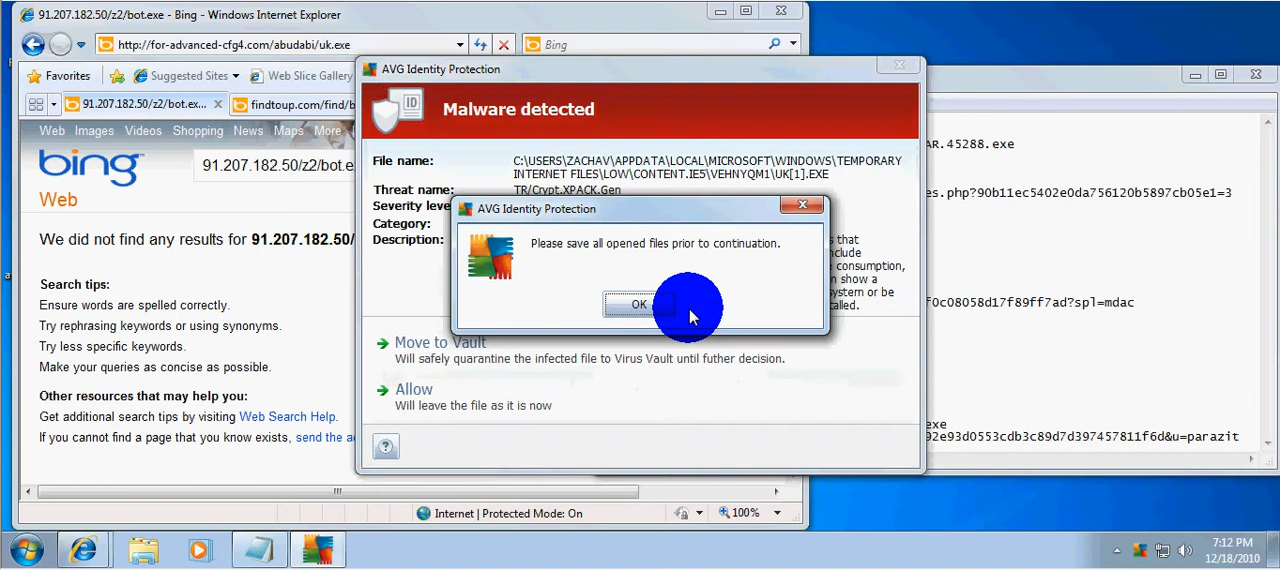 91.207.182.50/z2/bot.exe - Bing - Windows Internet Explorer
http://for-advanced-cfg4.com/abudabi/uk.exe
Bing
Favorites
Suggested Sites
Web Slice Gallery
91.207.182.50/z2/bot.ex...
findtoup.com/find/b
Web Images Videos Shopping News Maps More
bing
91.207.182.50/z2/bot.e
Web
We did not find any results for 91.207.182.50/
Search tips:
Ensure words are spelled correctly.
Try rephrasing keywords or using synonyms.
Try less specific keywords.
Make your queries as concise as possible.
Other resources that may help you:
Get additional search tips by visiting Web Search Help.
If you cannot find a page that you know exists, send the a
Internet | Protected Mode: On
100%
AVG Identity Protection
ID
Malware detected
File name: C:\USERS\ZACHAV\APPDATA\LOCAL\MICROSOFT\WINDOWS\TEMPORARY
INTERNET FILES\LOW\CONTENT.IE5\VEHNYQM1\UK[1].EXE
Threat name: TR/Crypt.XPACK.Gen
Severity leve
Category:
Description:
s that
include
consumption,
n show a
system or be
alled.
AVG Identity Protection
Please save all opened files prior to continuation.
OK
Move to Vault
Will safely quarantine the infected file to Virus Vault until futher decision.
Allow
Will leave the file as it is now
AR.45288.exe
es.php?90b11ec5402e0da756120b5897cb05e1=3
f0c08058d17f89ff7ad?spl=mdac
exe
92e93d0553cdb3c89d7d397457811f6d&u=parazit
7:12 PM
12/18/2010